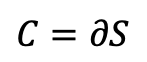 C = ∂S